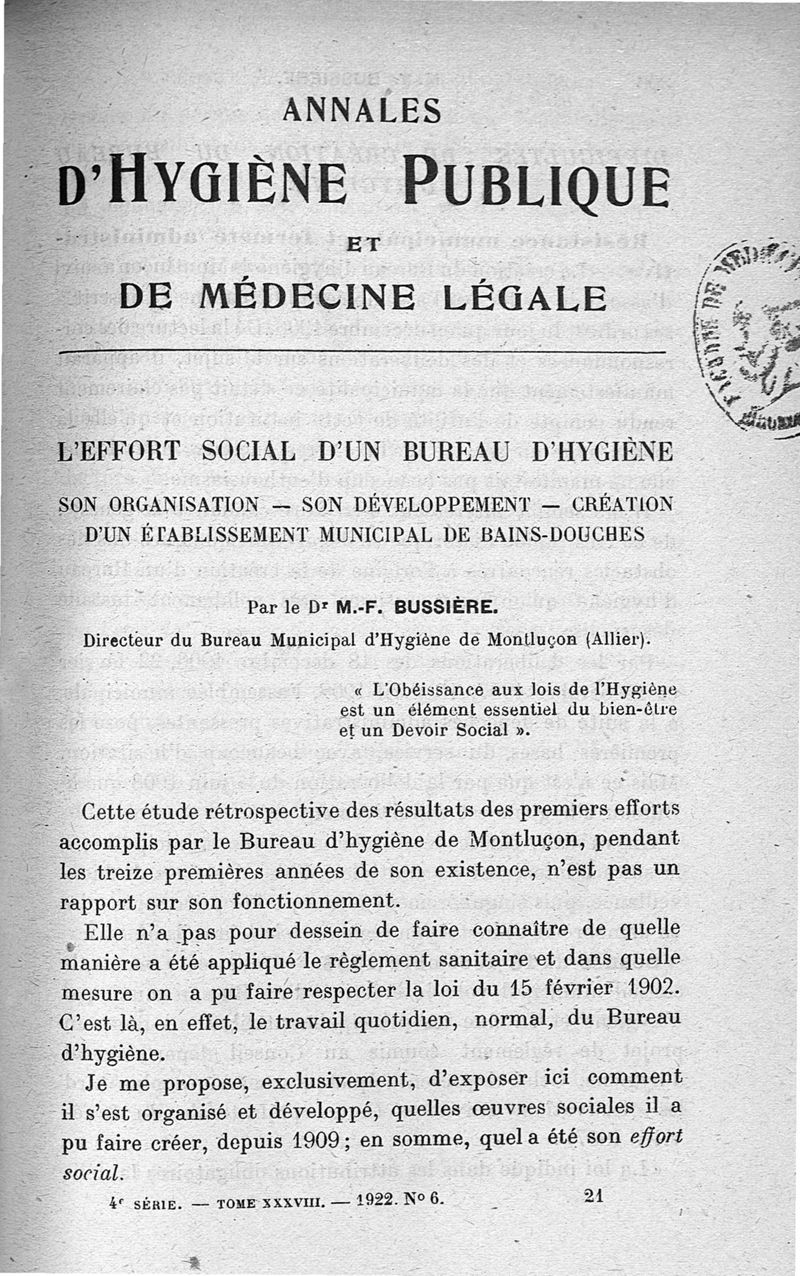 ANNALES
D'HYGIÈNE PUBLIQUE
ET
DE MÉDECINE LÉGALE
L'EFFORT SOCIAL D'UN BUREAU D'HYGIÈNE
SON ORGANISATION — SON DÉVELOPPEMENT — CRÉATION
D'UN ÉTABLISSEMENT MUNICIPAL DE BAINS-DOUCHES
Par le Dr M.-F. BUSSIÈRE.
Directeur du Bureau Municipal d'Hygiène de Montluçon (Allier).
« L'Obéissance aux lois de l'Hygiène
est un élément essentiel du bien-être
et un Devoir Social ».
Cette étude rétrospective des résultats des premiers efforts
accomplis par le Bureau d'hygiène de Montluçon, pendant
les treize premières années de son existence, n'est pas un
rapport sur son fonctionnement.
Elle n'a pas pour dessein de faire connaître de quelle
manière a été appliqué le règlement sanitaire et dans quelle
mesure on a pu faire respecter la loi du 15 février 1902.
C'est là, en effet, le travail quotidien, normal, du Bureau
d'hygiène.
Je me propose, exclusivement, d'exposer ici comment
il s'est organisé et développé, quelles œuvres sociales il a
pu faire créer, depuis 1909 ; en somme, quel a été son effort
social.
4e SÉRIE. — TOME XXXVIII. — 1922. No 6. 21